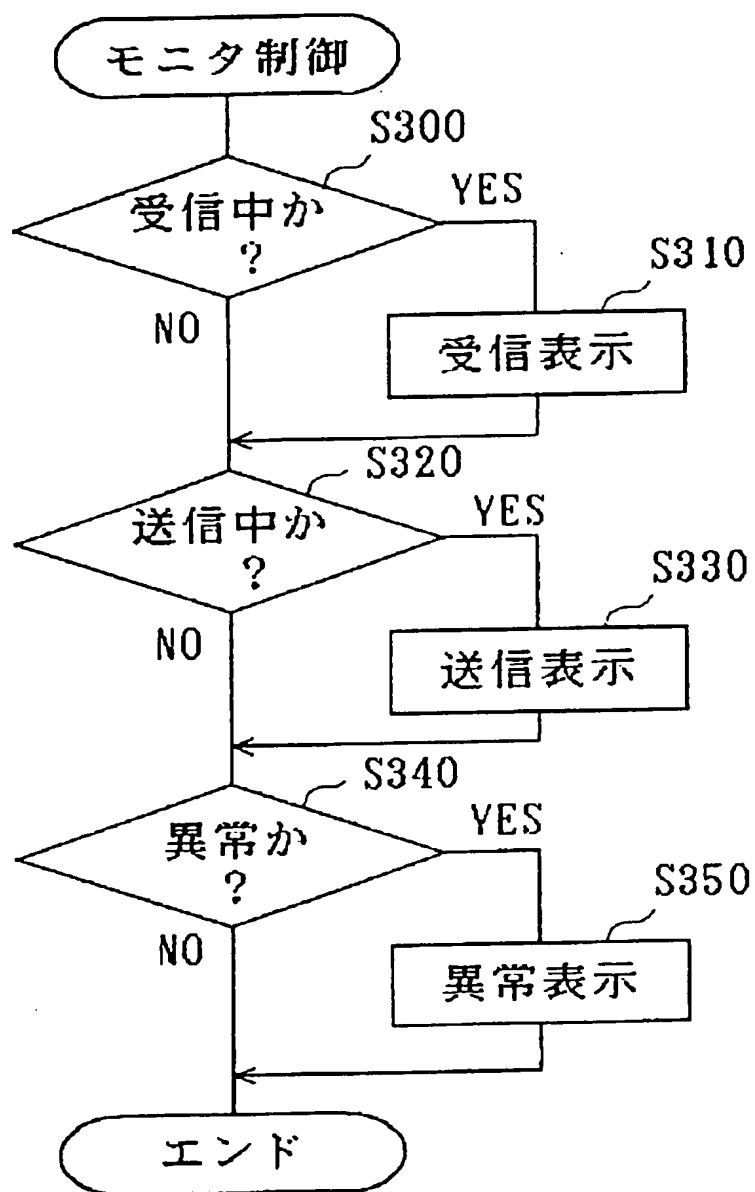 モニタ制御
S300
受信中か
?
YES
NO
S310
受信表示
S320
送信中か
?
YES
NO
S330
送信表示
S340
異常か
?
YES
NO
S350
異常表示
エンド